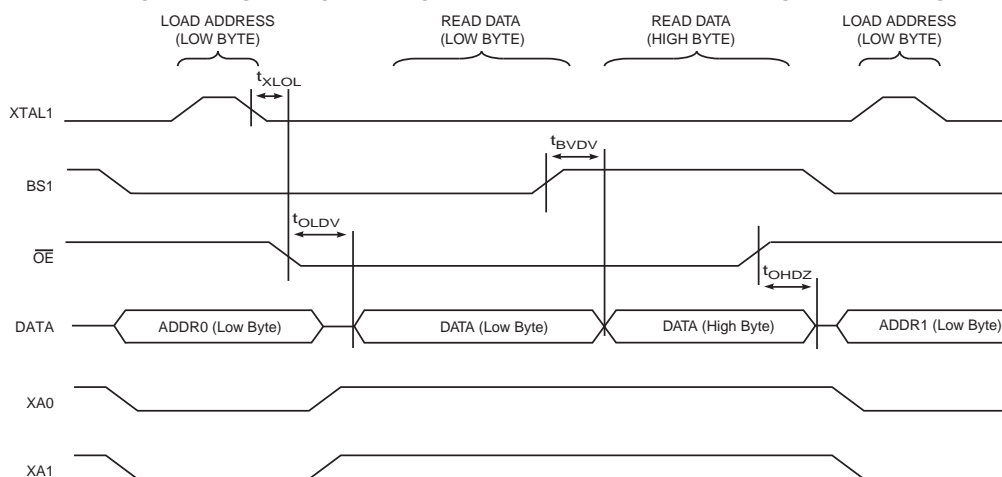 LOAD ADDRESS
(LOW BYTE)
READ DATA
(LOW BYTE)
READ DATA
(HIGH BYTE)
LOAD ADDRESS
(LOW BYTE)
tXLOL
XTAL1
tBVDV
BS1
tOLDV
OE
tOHDZ
DATA
ADDR0 (Low Byte)
DATA (Low Byte)
DATA (High Byte)
ADDR1 (Low Byte)
XA0
XA1